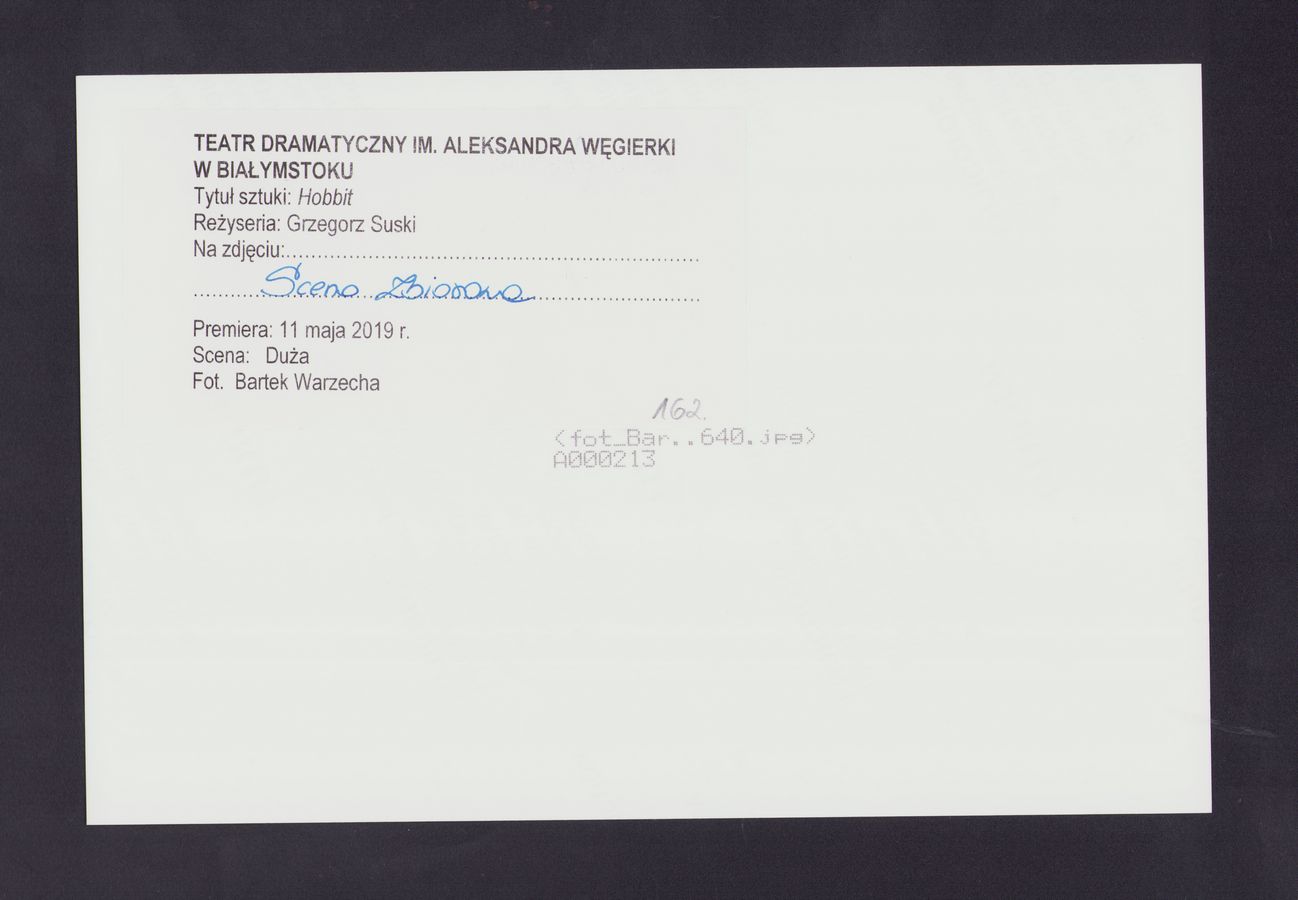 TEATR DRAMATYCZNY IM. ALEKSANDRA WĘGIERKI
W BIAŁYMSTOKU
Tytuł sztuki: Hobbit
Reżyseria: Grzegorz Suski
Na zdjęciu:..............................................................
Scena Zbiorowa
Premiera: 11 maja 2019 r.
Scena: Duża
Fot. Bartek Warzecha
162.
<fot_Bar..640.jpg>
A000213